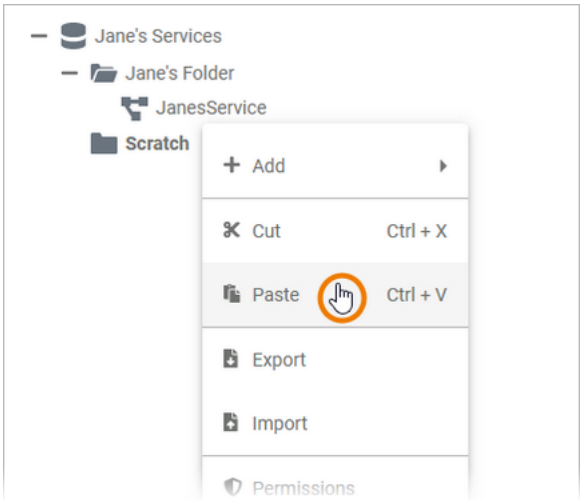 Jane's Services
Jane's Folder
JanesService
Scratch
Add
Cut Ctrl + X
Paste Ctrl + V
Export
Import
Permissions